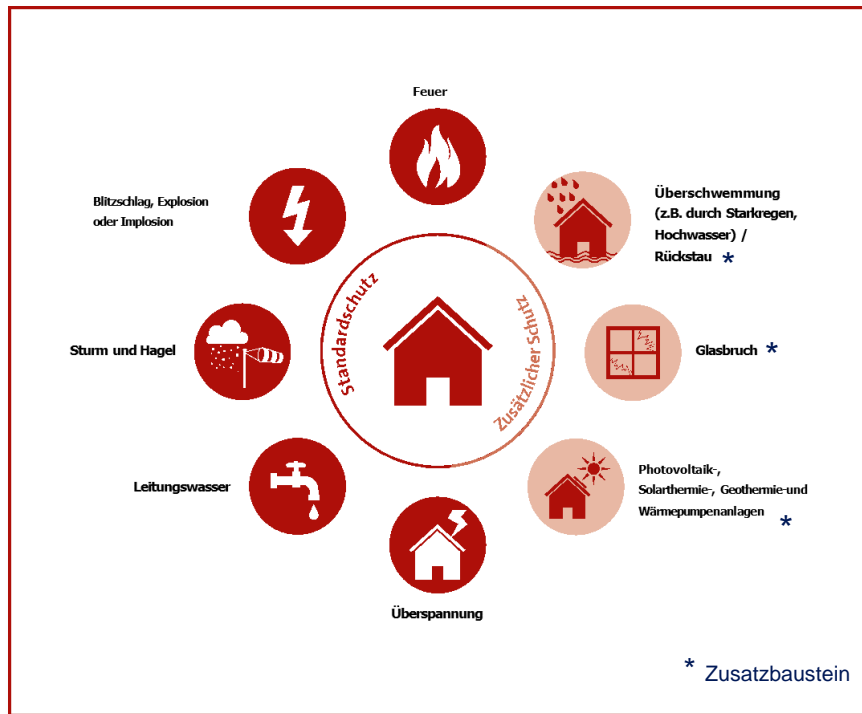 Feuer
Blitzschlag, Explosion
oder Implosion
Überschwemmung
(z.B. durch Starkregen,
Hochwasser) /
Rückstau *
Standardschutz
Zusätzlicher Schutz
Sturm und Hagel
Glasbruch *
Leitungswasser
Photovoltaik-,
Solarthermie-, Geothermie-und
Wärmepumpenanlagen *
Überspannung
* Zusatzbaustein